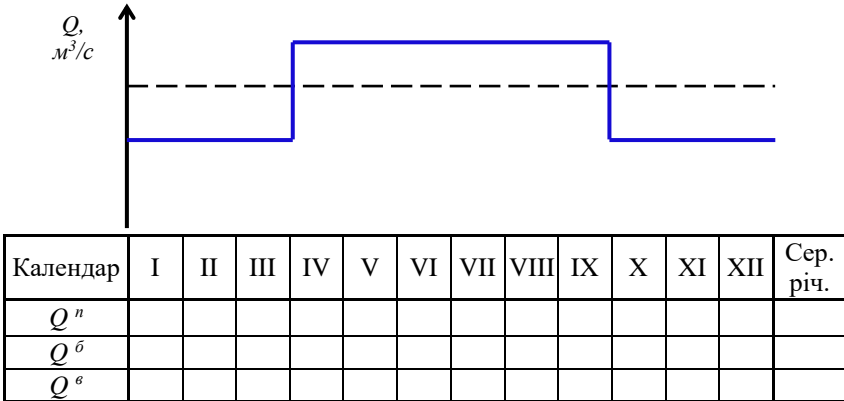 Q,
м³/с
Календар I II III IV V VI VII VIII IX X XI XII Сер. річ.
Q п
Q б
Q в